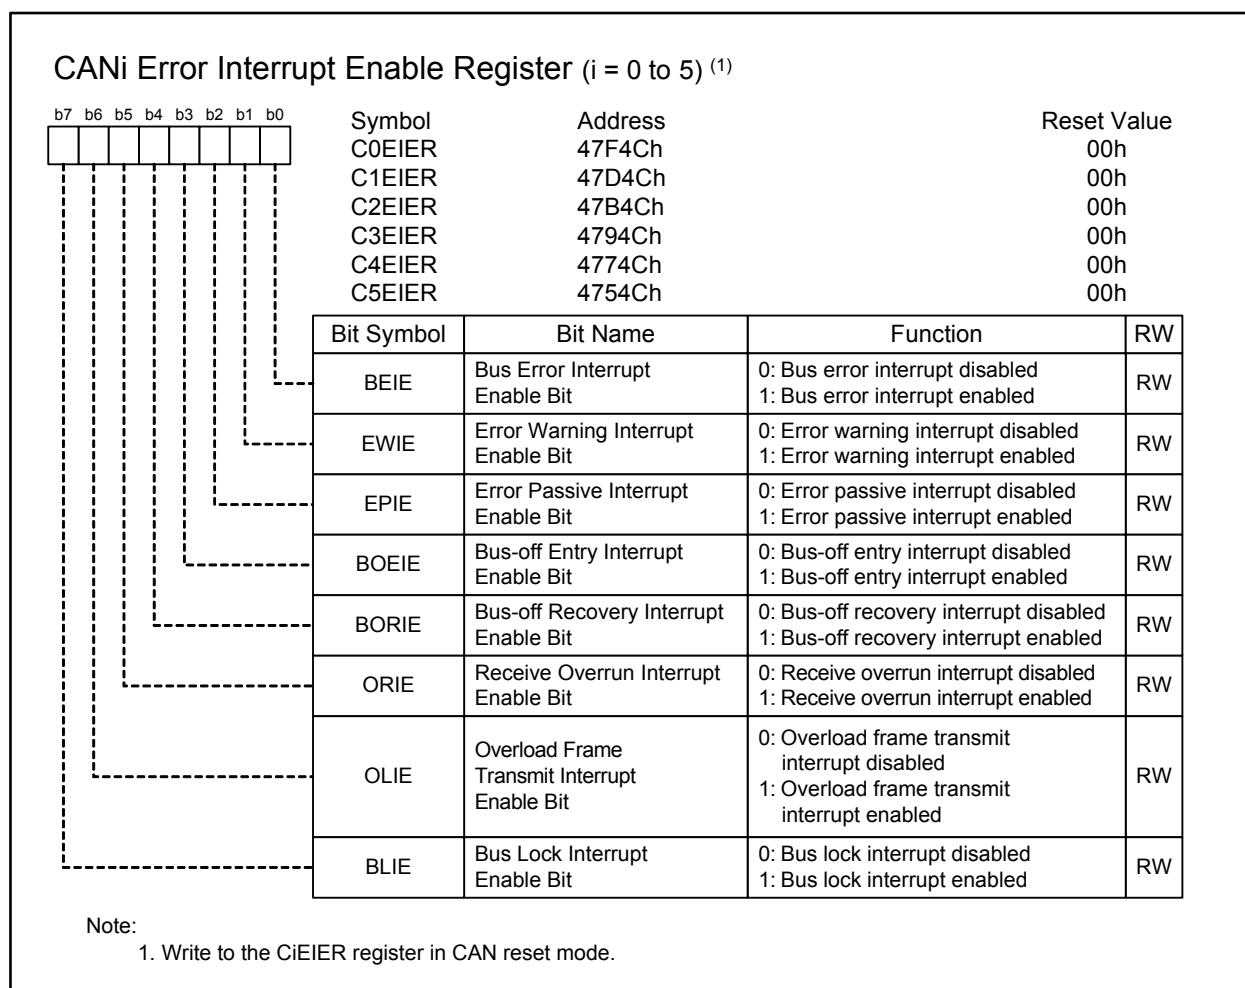 CANi Error Interrupt Enable Register (i = 0 to 5) (1)
b7 b6 b5 b4 b3 b2 b1 b0
Symbol Address Reset Value
C0EIER 47F4Ch 00h
C1EIER 47D4Ch 00h
C2EIER 47B4Ch 00h
C3EIER 4794Ch 00h
C4EIER 4774Ch 00h
C5EIER 4754Ch 00h
Bit Symbol Bit Name Function RW
BEIE Bus Error Interrupt Enable Bit 0: Bus error interrupt disabled 1: Bus error interrupt enabled RW
EWIE Error Warning Interrupt Enable Bit 0: Error warning interrupt disabled 1: Error warning interrupt enabled RW
EPIE Error Passive Interrupt Enable Bit 0: Error passive interrupt disabled 1: Error passive interrupt enabled RW
BOEIE Bus-off Entry Interrupt Enable Bit 0: Bus-off entry interrupt disabled 1: Bus-off entry interrupt enabled RW
BORIE Bus-off Recovery Interrupt Enable Bit 0: Bus-off recovery interrupt disabled 1: Bus-off recovery interrupt enabled RW
ORIE Receive Overrun Interrupt Enable Bit 0: Receive overrun interrupt disabled 1: Receive overrun interrupt enabled RW
OLIE Overload Frame Transmit Interrupt Enable Bit 0: Overload frame transmit interrupt disabled 1: Overload frame transmit interrupt enabled RW
BLIE Bus Lock Interrupt Enable Bit 0: Bus lock interrupt disabled 1: Bus lock interrupt enabled RW
Note:
1. Write to the CiEIER register in CAN reset mode.